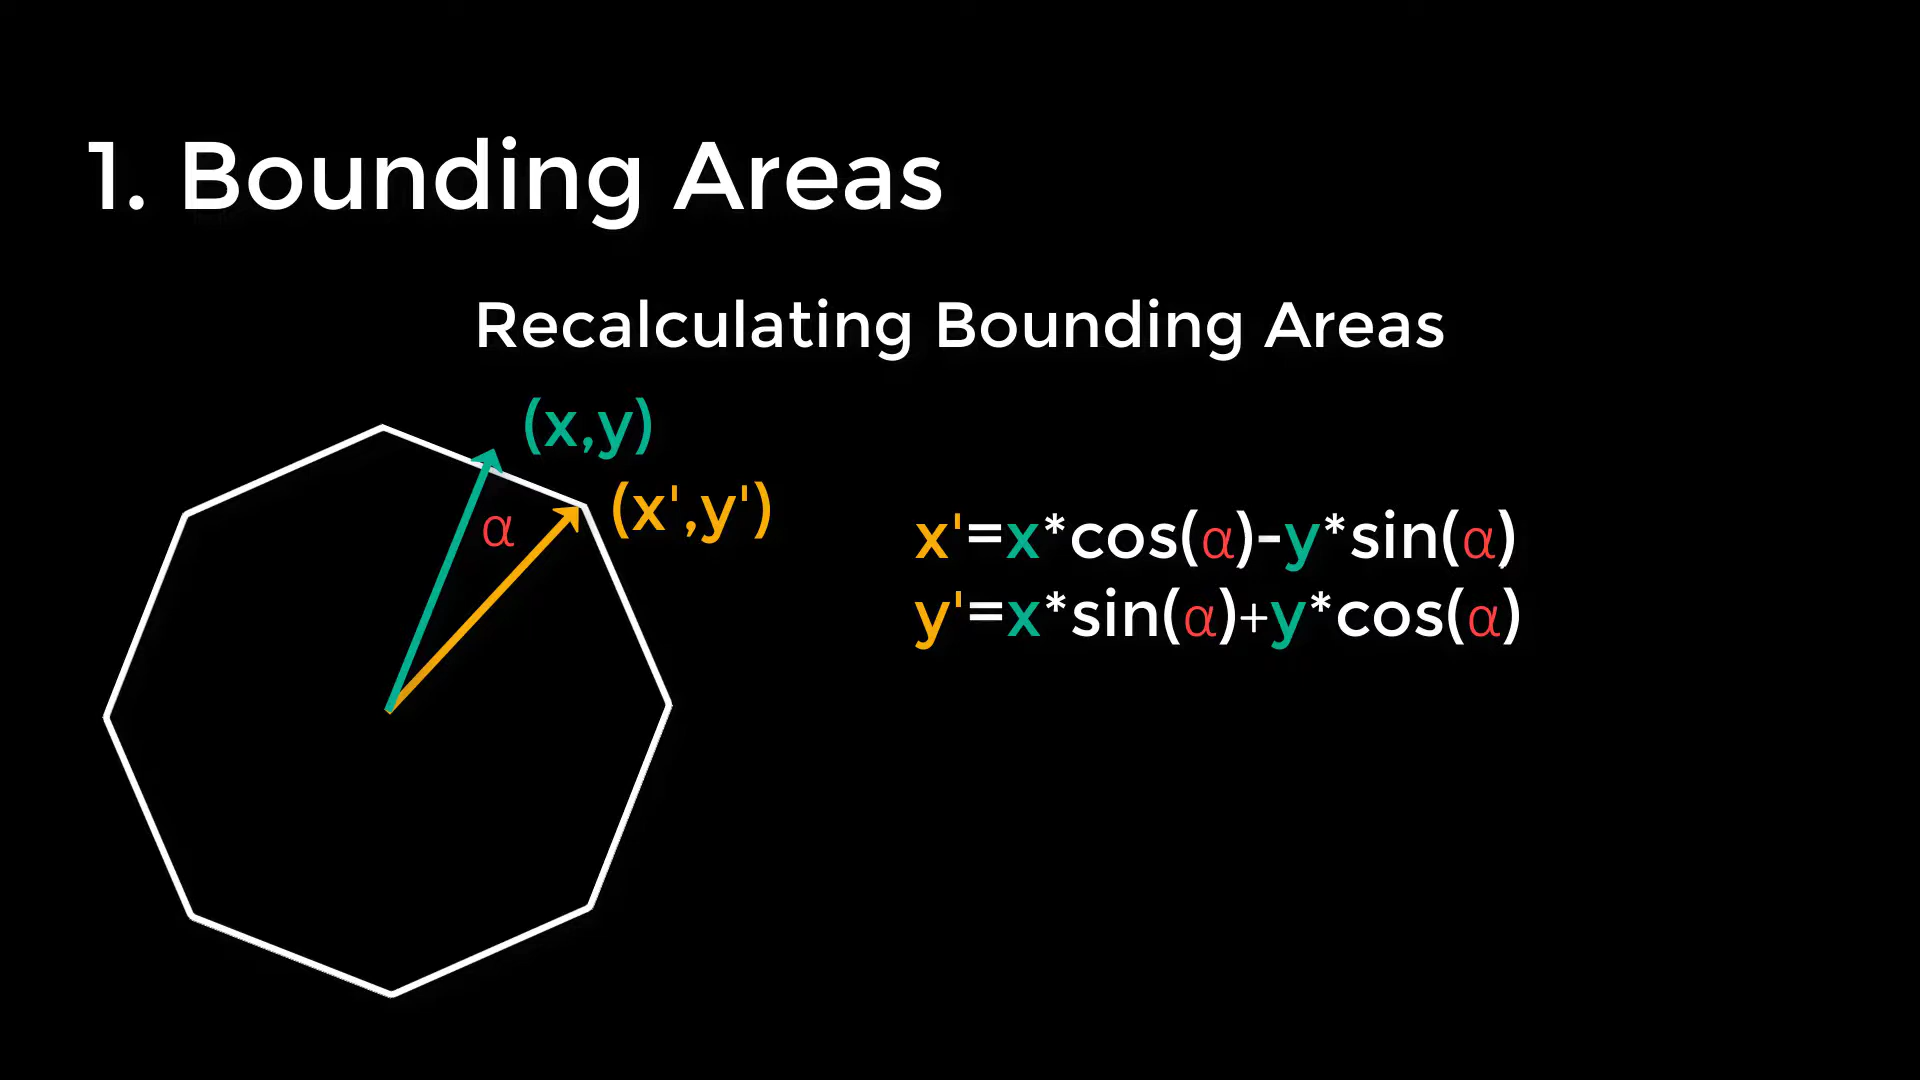 1. Bounding Areas
Recalculating Bounding Areas
(x,y)
(x',y')
α
x'=x*cos(α)-y*sin(α)
y'=x*sin(α)+y*cos(α)